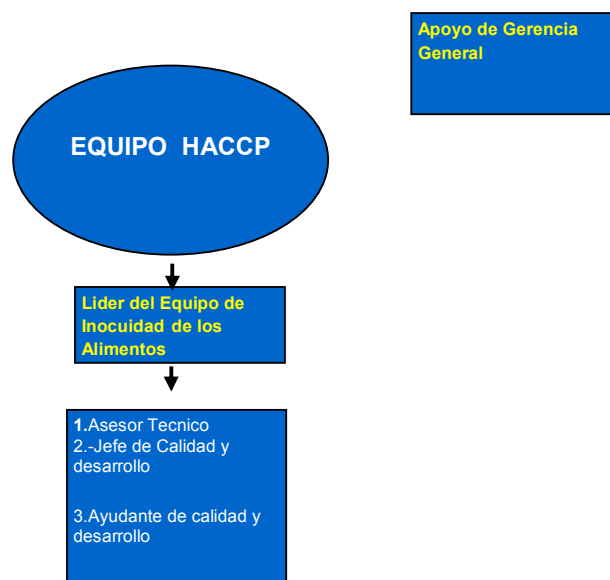 Apoyo de Gerencia
General
EQUIPO HACCP
Lider del Equipo de
Inocuidad de los
Alimentos
1.Asesor Tecnico
2.-Jefe de Calidad y
desarrollo
3.Ayudante de calidad y
desarrollo